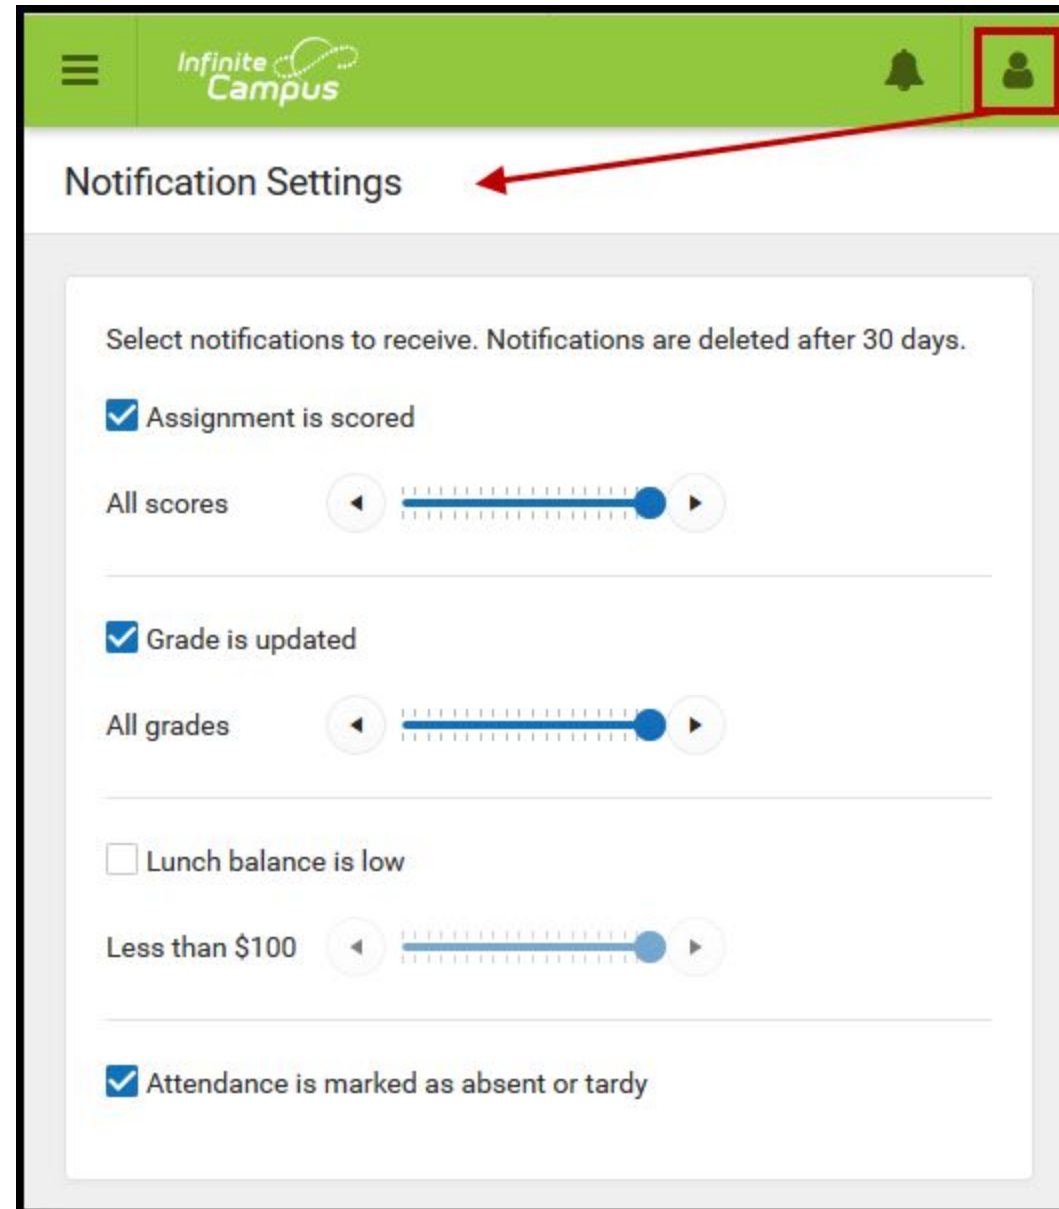 Infinite
Campus
Notification Settings
Select notifications to receive. Notifications are deleted after 30 days.
Assignment is scored
All scores
Grade is updated
All grades
Lunch balance is low
Less than $100
Attendance is marked as absent or tardy